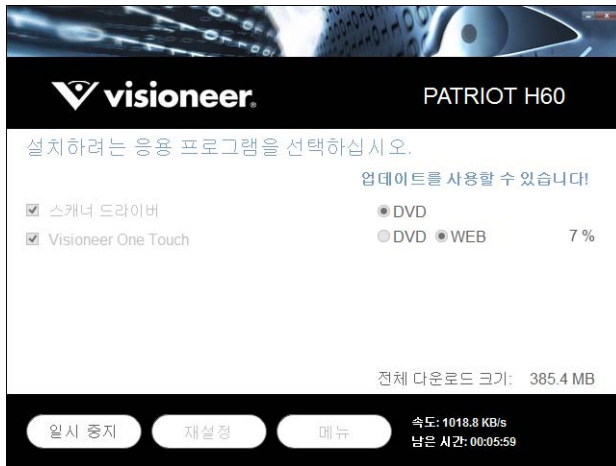 visioneer.
PATRIOT H60
설치하려는 응용 프로그램을 선택하십시오.
업데이트를 사용할 수 있습니다!
스캐너 드라이버 DVD
Visioneer One Touch DVD WEB 7 %
전체 다운로드 크기: 385.4 MB
일시 중지 재설정 메뉴
속도: 1018.8 KB/s
남은 시간: 00:05:59